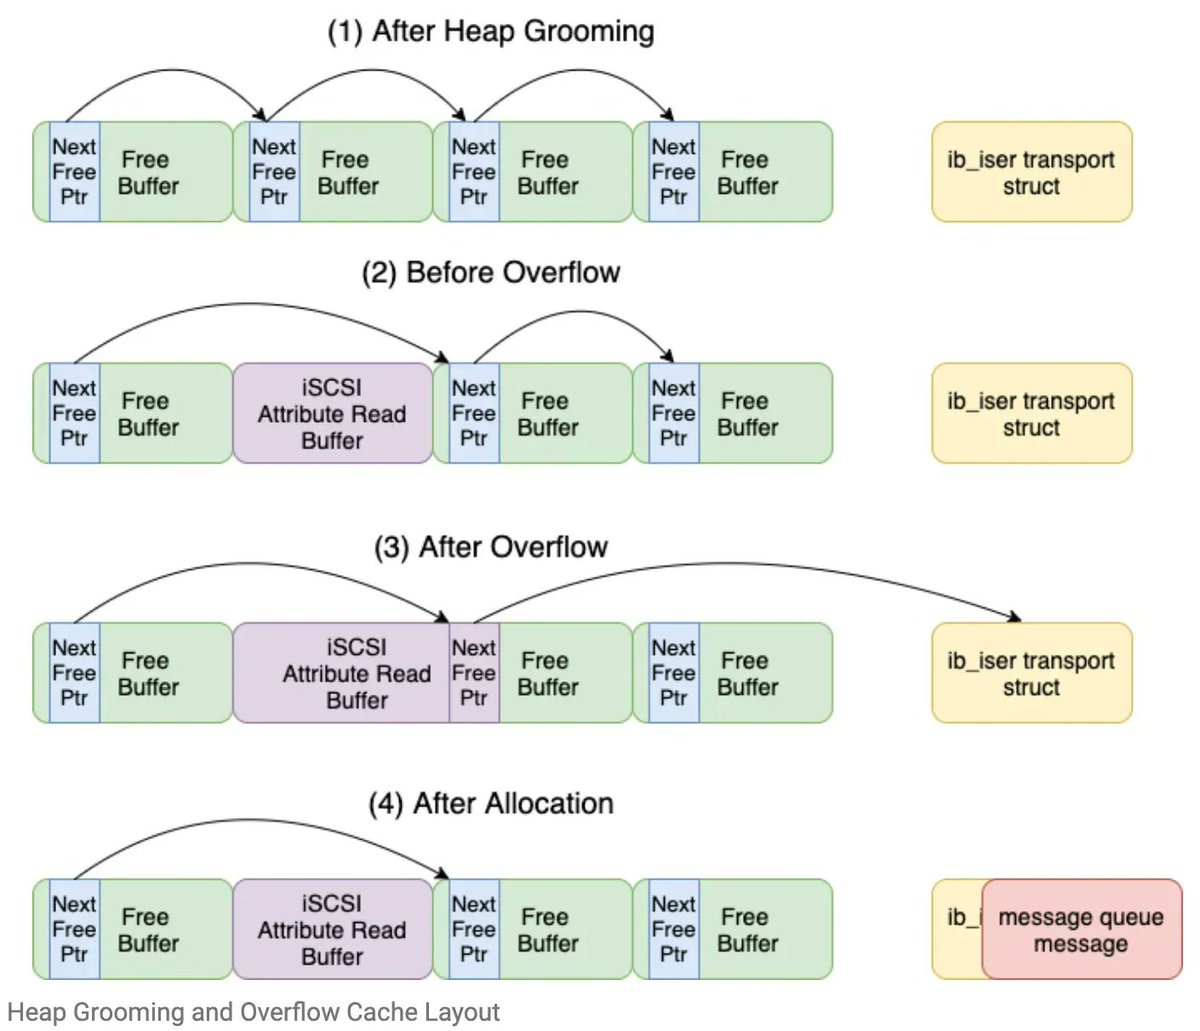 (1) After Heap Grooming
Next
Free
Ptr
Free
Buffer
Next
Free
Ptr
Free
Buffer
Next
Free
Ptr
Free
Buffer
Next
Free
Ptr
Free
Buffer
ib_iser transport
struct
(2) Before Overflow
Next
Free
Ptr
Free
Buffer
iSCSI
Attribute Read
Buffer
Next
Free
Ptr
Free
Buffer
Next
Free
Ptr
Free
Buffer
ib_iser transport
struct
(3) After Overflow
Next
Free
Ptr
Free
Buffer
iSCSI
Attribute Read
Buffer
Next
Free
Ptr
Free
Buffer
Next
Free
Ptr
Free
Buffer
ib_iser transport
struct
(4) After Allocation
Next
Free
Ptr
Free
Buffer
iSCSI
Attribute Read
Buffer
Next
Free
Ptr
Free
Buffer
Next
Free
Ptr
Free
Buffer
ib_i
message queue
message
Heap Grooming and Overflow Cache Layout